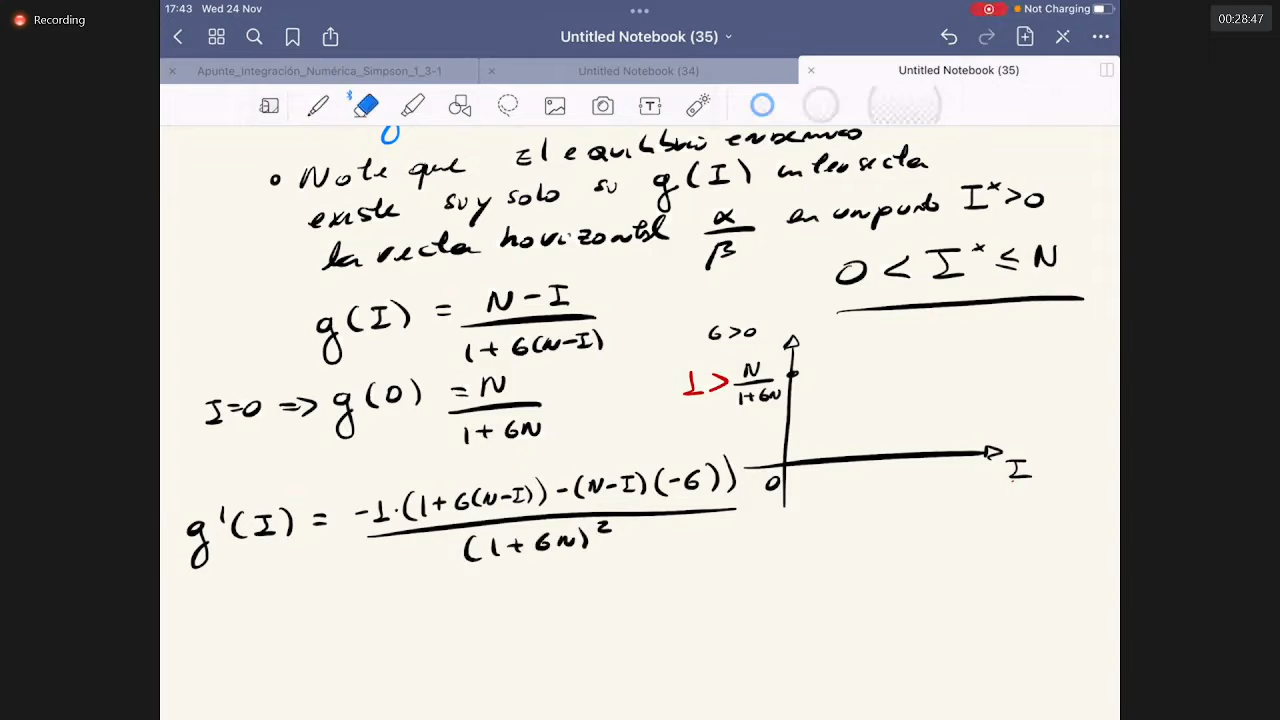 Recording
17:43 Wed 24 Nov
Not Charging
00:28:47
Untitled Notebook (35)
Apunte_Integración_Numérica_Simpson_1_3-1
Untitled Notebook (34)
Untitled Notebook (35)
Note que El equilibrio endemico
existe si y solo si g(I) intersecta
la recta horizontal α/β en un punto I*>0
0 < I* ≤ N
g(I) = N-I / 1+6(N-I)
6>0
1 > N / 1+6N
I=0 => g(0) = N / 1+6N
0
I
g'(I) = -1·(1+6(N-I)) -(N-I)(-6)) / (1+6N)²